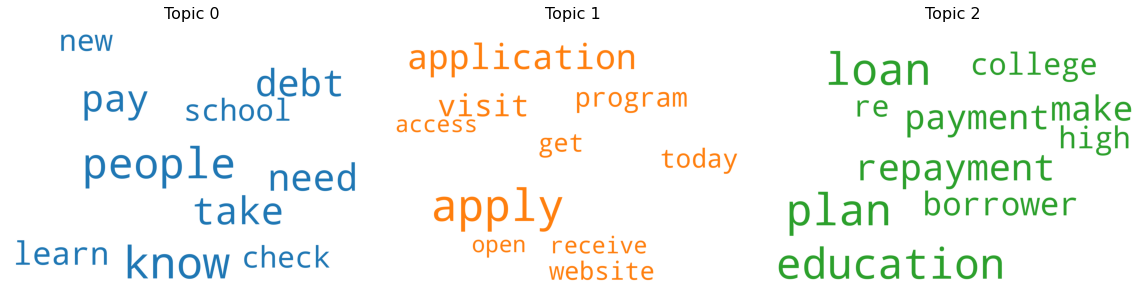 Topic 0
new
debt
pay
school
people
need
take
learn
know
check
Topic 1
application
visit
program
access
get
today
apply
open
receive
website
Topic 2
loan
college
re
payment
make
high
repayment
plan
borrower
education